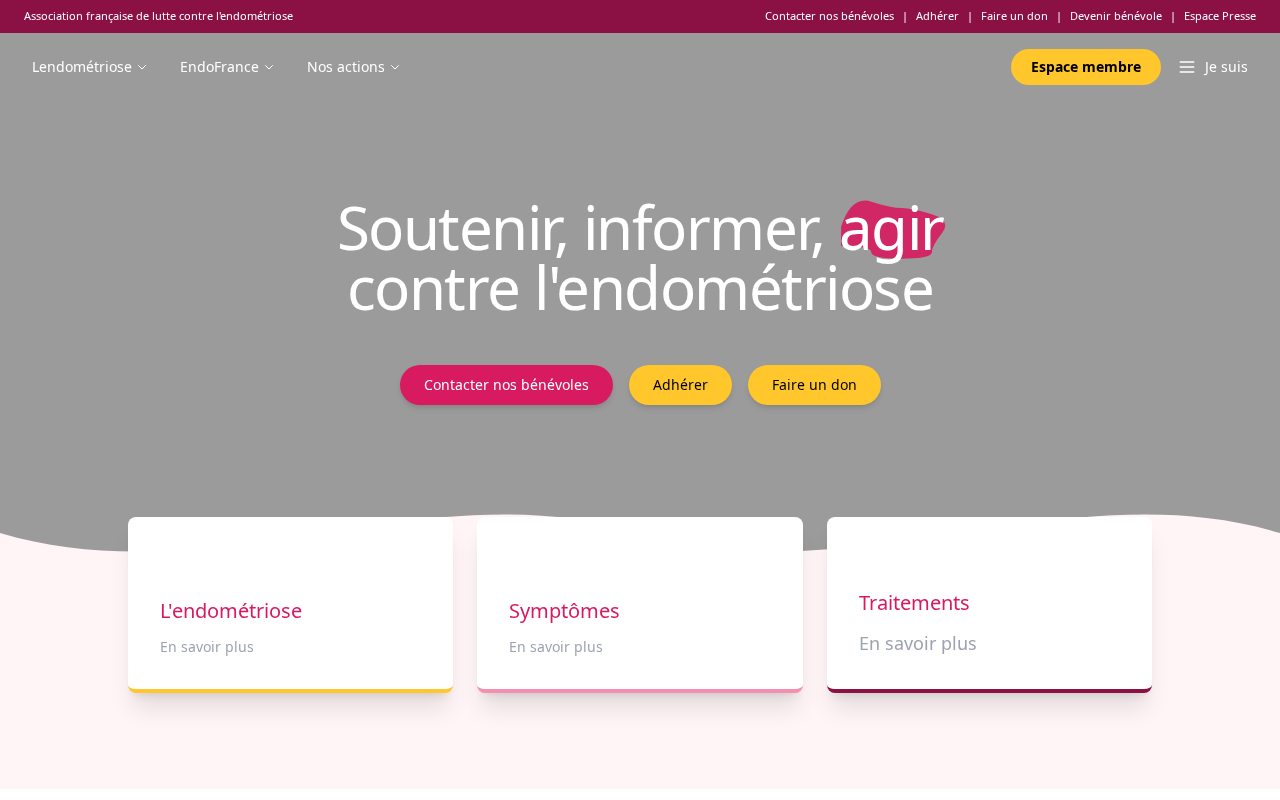 Association française de lutte contre l'endométriose
Contacter nos bénévoles | Adhérer | Faire un don | Devenir bénévole | Espace Presse
Lendométriose EndoFrance Nos actions Espace membre Je suis
Soutenir, informer, agir
contre l'endométriose
Contacter nos bénévoles Adhérer Faire un don
L'endométriose
En savoir plus
Symptômes
En savoir plus
Traitements
En savoir plus